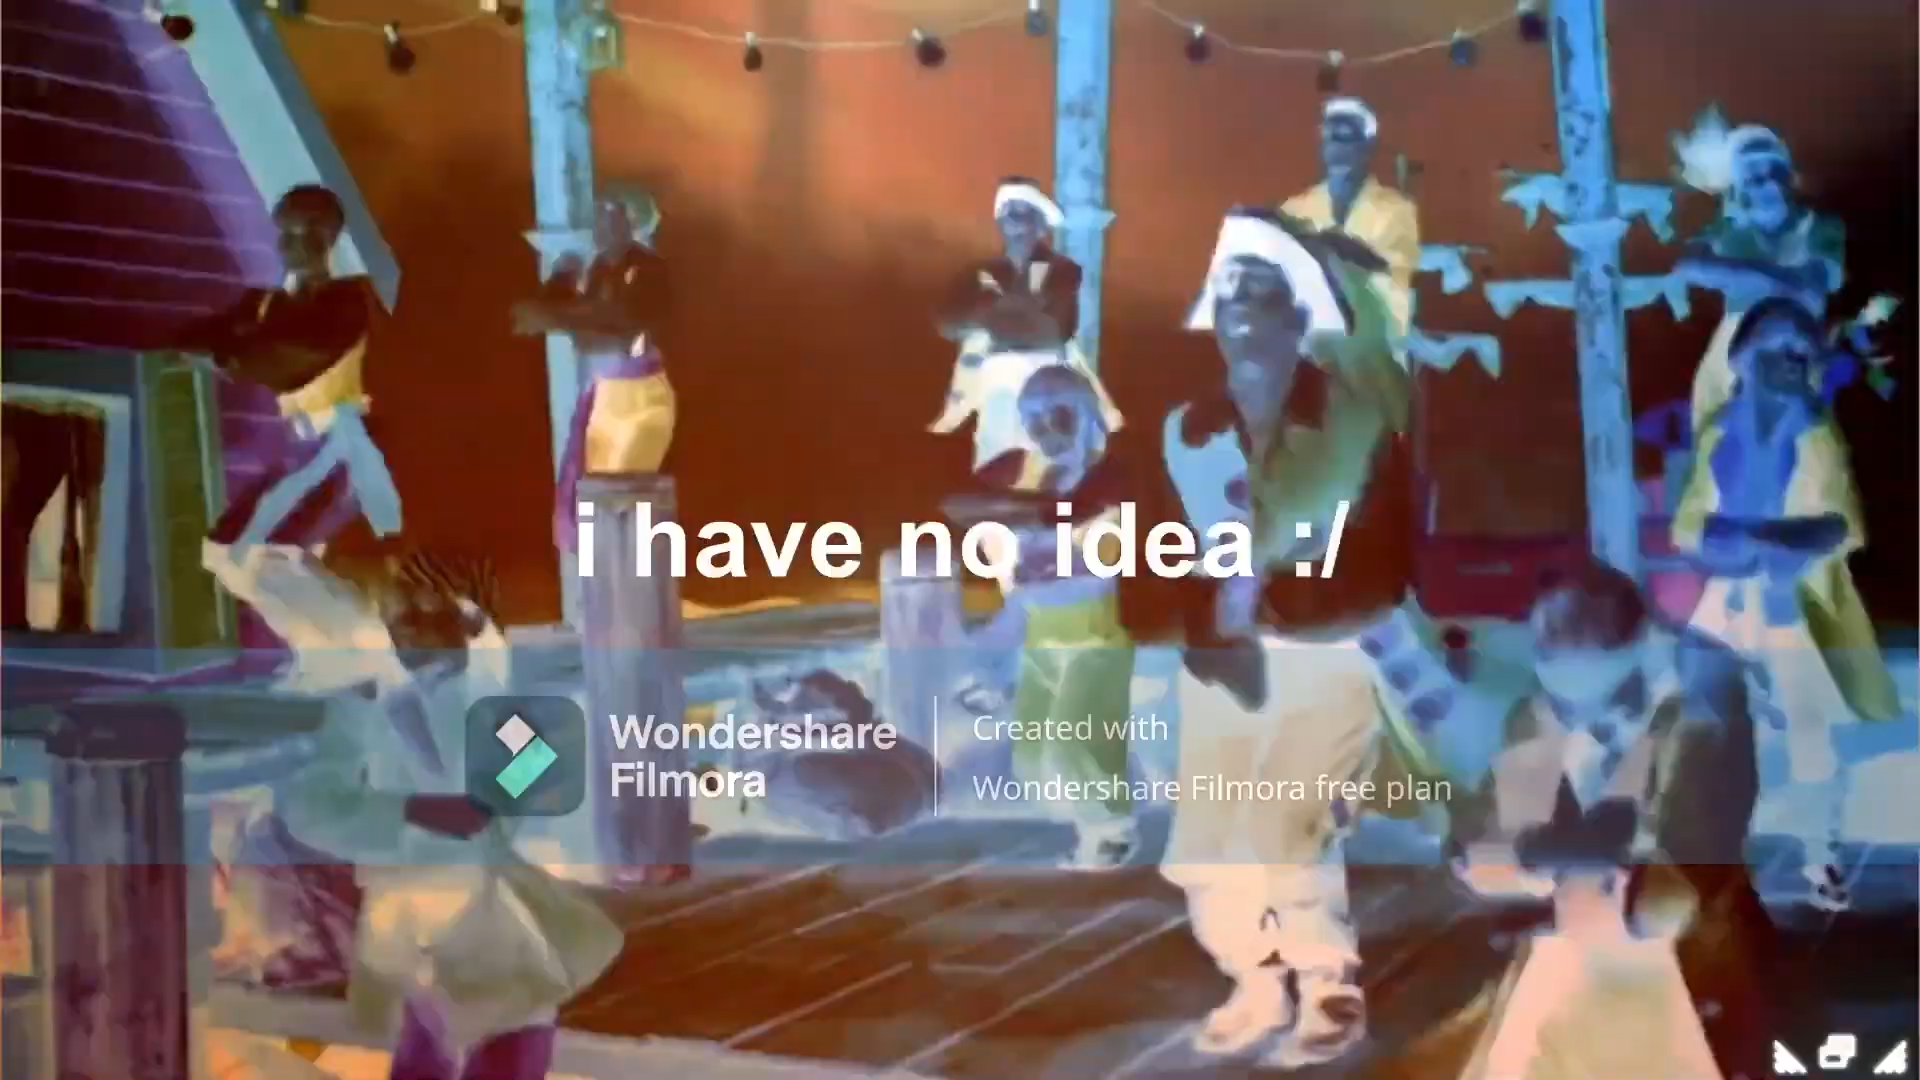 i have no idea :/
Wondershare
Filmora
Created with
Wondershare Filmora free plan